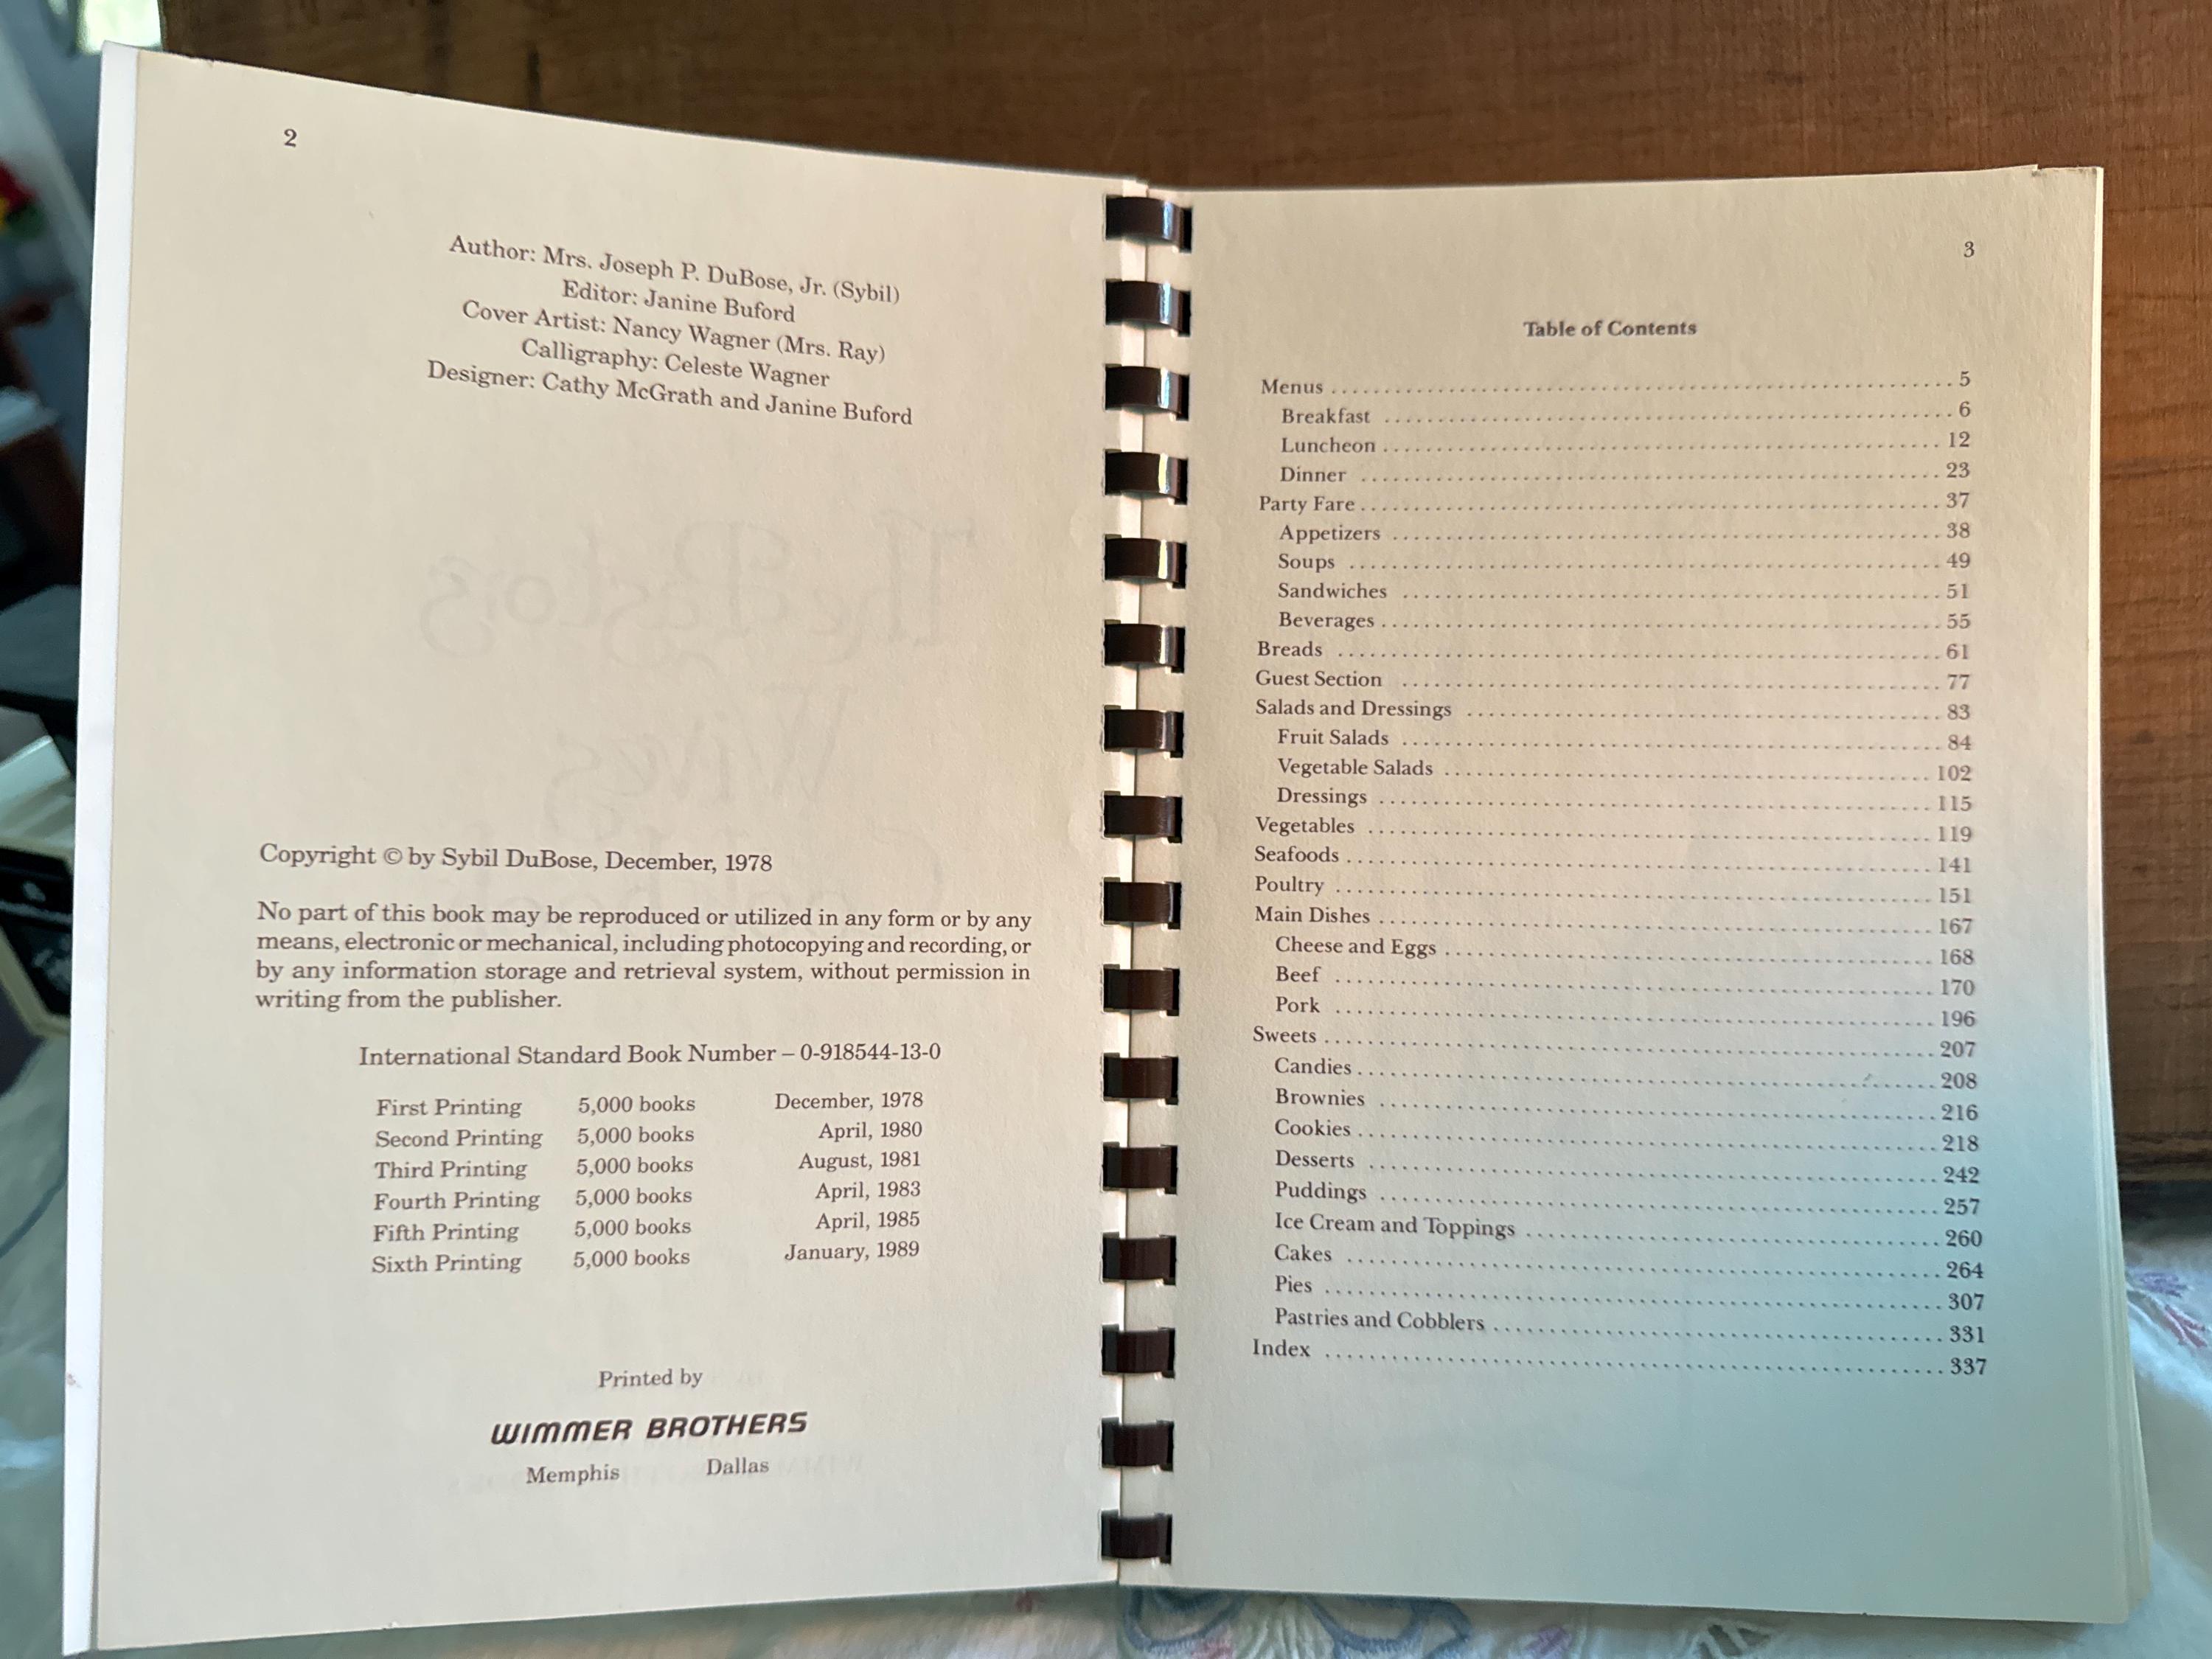 2
Author: Mrs. Joseph P. DuBose, Jr. (Sybil)
Editor: Janine Buford
Cover Artist: Nancy Wagner (Mrs. Ray)
Calligraphy: Celeste Wagner
Designer: Cathy McGrath and Janine Buford
Copyright © by Sybil DuBose, December, 1978
No part of this book may be reproduced or utilized in any form or by any
means, electronic or mechanical, including photocopying and recording, or
by any information storage and retrieval system, without permission in
writing from the publisher.
International Standard Book Number – 0-918544-13-0
First Printing 5,000 books December, 1978
Second Printing 5,000 books April, 1980
Third Printing 5,000 books August, 1981
Fourth Printing 5,000 books April, 1983
Fifth Printing 5,000 books April, 1985
Sixth Printing 5,000 books January, 1989
Printed by
WIMMER BROTHERS
Memphis Dallas
3
Table of Contents
Menus 5
Breakfast 6
Luncheon 12
Dinner 23
Party Fare 37
Appetizers 38
Soups 49
Sandwiches 51
Beverages 55
Breads 61
Guest Section 77
Salads and Dressings 83
Fruit Salads 84
Vegetable Salads 102
Dressings 115
Vegetables 119
Seafoods 141
Poultry 151
Main Dishes 167
Cheese and Eggs 168
Beef 170
Pork 196
Sweets 207
Candies 208
Brownies 216
Cookies 218
Desserts 242
Puddings 257
Ice Cream and Toppings 260
Cakes 264
Pies 307
Pastries and Cobblers 331
Index 337